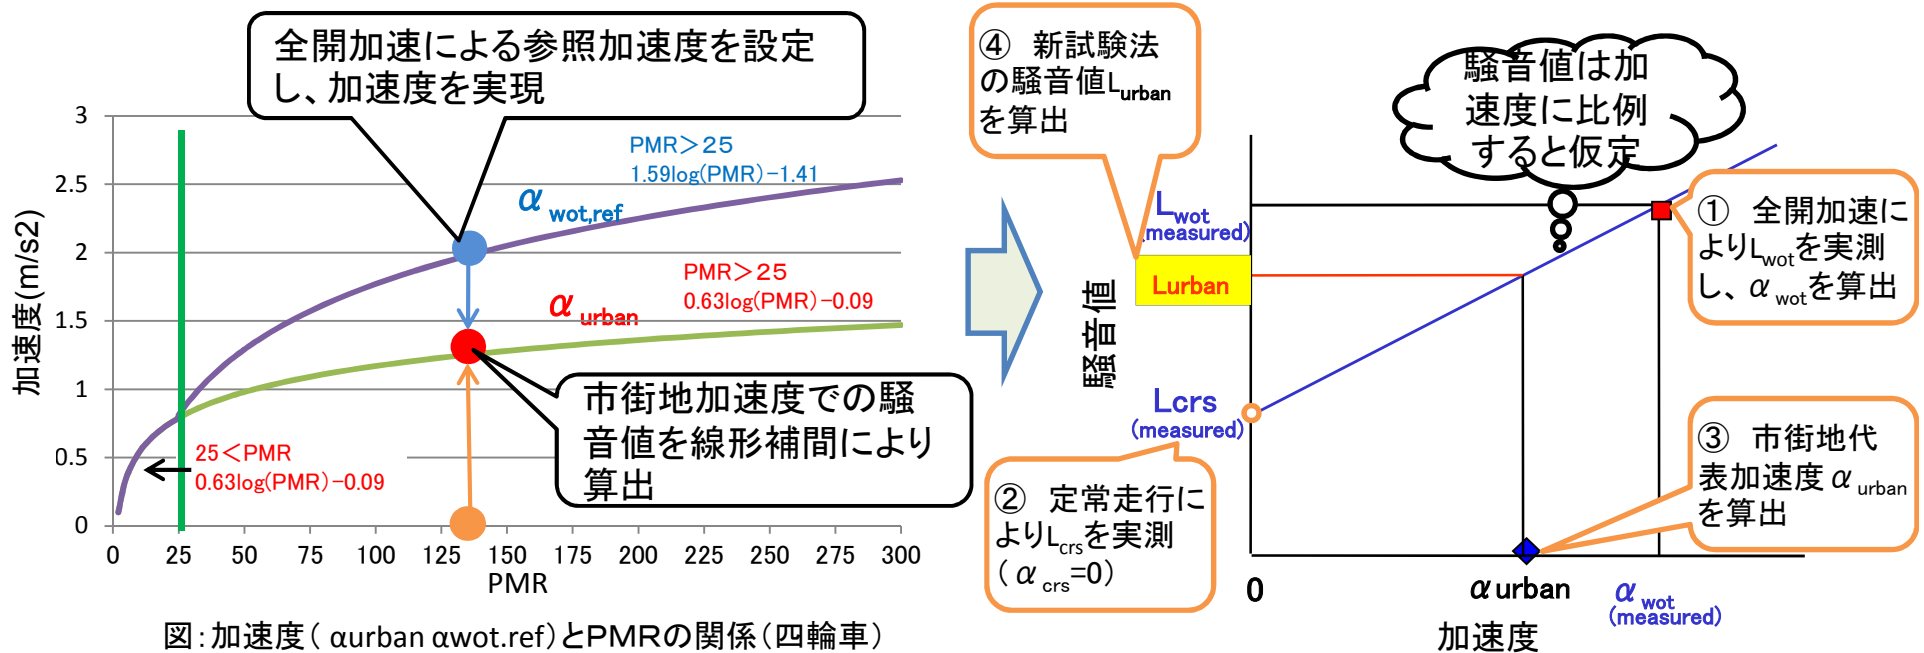 全開加速による参照加速度を設定
し、加速度を実現
3
2.5
2
1.5
1
0.5
0
加速度(m/s2)
PMR＞25
1.59log(PMR)−1.41
α wot,ref
PMR＞25
0.63log(PMR)−0.09
α urban
25＜PMR
0.63log(PMR)−0.09
市街地加速度での騒
音値を線形補間により
算出
0 25 50 75 100 125 150 175 200 225 250 275 300
PMR
図：加速度（ αurban αwot.ref）とPMRの関係（四輪車）
④ 新試験法
の騒音値Lurban
を算出
騒音値は加
速度に比例
すると仮定
Lwot
(measured)
Lurban
騒音値
Lcrs
(measured)
① 全開加速に
よりLwotを実測
し、αwotを算出
② 定常走行に
よりLcrsを実測
（αcrs=0）
③ 市街地代
表加速度αurban
を算出
0
α urban
α wot
(measured)
加速度